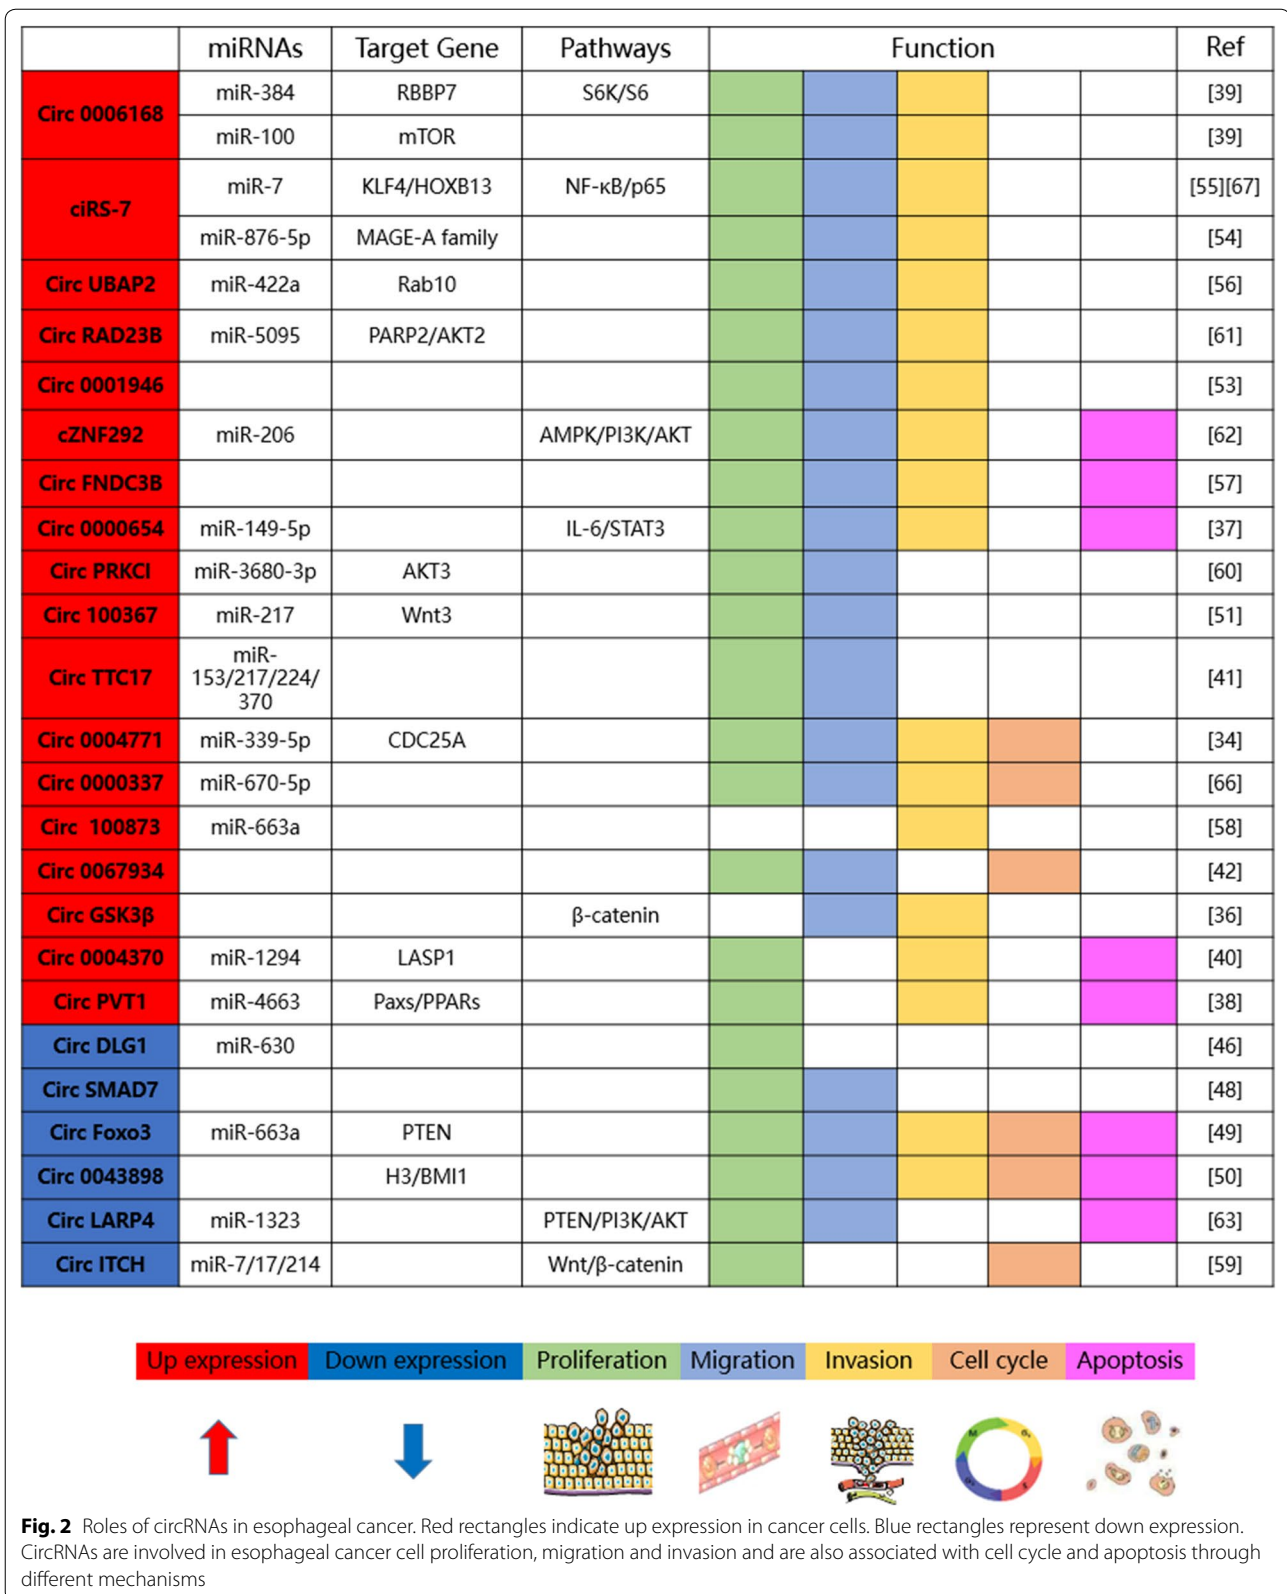 miRNAs Target Gene Pathways Function Ref
Circ 0006168 miR-384 RBBP7 S6K/S6 [39]
miR-100 mTOR [39]
ciRS-7 miR-7 KLF4/HOXB13 NF-κB/p65 [55][67]
miR-876-5p MAGE-A family [54]
Circ UBAP2 miR-422a Rab10 [56]
Circ RAD23B miR-5095 PARP2/AKT2 [61]
Circ 0001946 [53]
cZNF292 miR-206 AMPK/PI3K/AKT [62]
Circ FNDC3B [57]
Circ 0000654 miR-149-5p IL-6/STAT3 [37]
Circ PRKCI miR-3680-3p AKT3 [60]
Circ 100367 miR-217 Wnt3 [51]
Circ TTC17 miR-
153/217/224/
370 [41]
Circ 0004771 miR-339-5p CDC25A [34]
Circ 0000337 miR-670-5p [66]
Circ 100873 miR-663a [58]
Circ 0067934 [42]
Circ GSK3β β-catenin [36]
Circ 0004370 miR-1294 LASP1 [40]
Circ PVT1 miR-4663 Paxs/PPARs [38]
Circ DLG1 miR-630 [46]
Circ SMAD7 [48]
Circ Foxo3 miR-663a PTEN [49]
Circ 0043898 H3/BMI1 [50]
Circ LARP4 miR-1323 PTEN/PI3K/AKT [63]
Circ ITCH miR-7/17/214 Wnt/β-catenin [59]
Up expression Down expression Proliferation Migration Invasion Cell cycle Apoptosis
Fig. 2 Roles of circRNAs in esophageal cancer. Red rectangles indicate up expression in cancer cells. Blue rectangles represent down expression.
CircRNAs are involved in esophageal cancer cell proliferation, migration and invasion and are also associated with cell cycle and apoptosis through
different mechanisms